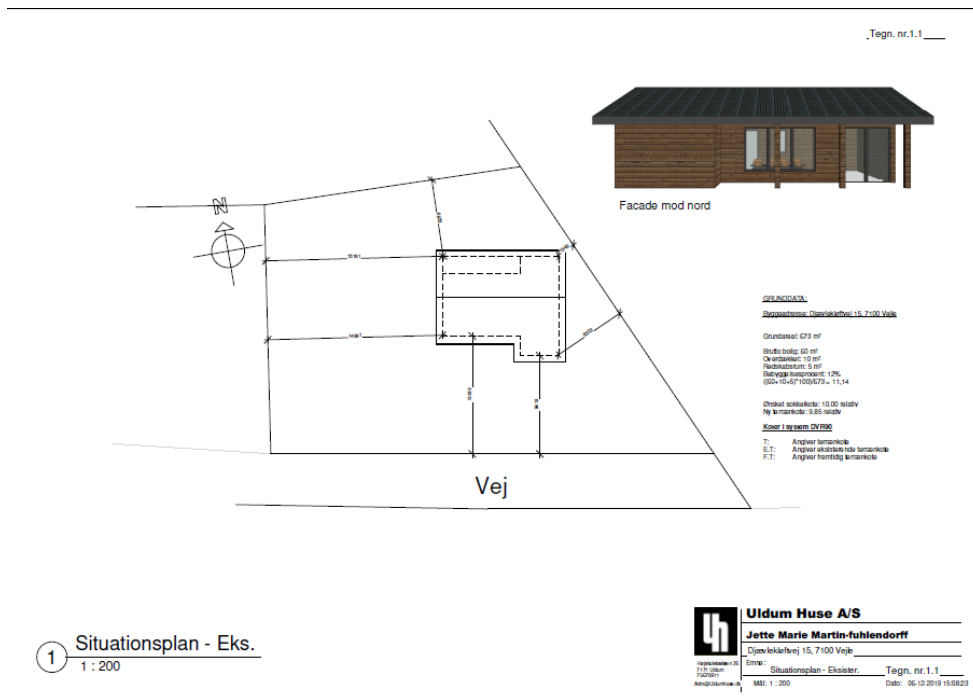 Tegn. nr.1.1
Facade mod nord
N
GRUNDDATA:
Byggeadresse: Djævlekløftvej 15, 7100 Vejle
Grundareal: 673 m²
Brutto bolig: 60 m²
Overdækket: 10 m²
Redskabsrum: 5 m²
Bebyggelsesprocent: 12%
((60+10+5)*100)/673 = 11,14
Ønsket sokkelkote: 10.00 relativ
Ny terrænkote: 9.85 relativ
Koter i system DVR90
T: Angiver terrænkote
E.T: Angiver eksisterende terrænkote
F.T: Angiver fremtidig terrænkote
Vej
1
Situationsplan - Eks.
1 : 200
Uldum Huse A/S
Jette Marie Martin-fuhlendorff
Djævlekløftvej 15, 7100 Vejle
Emne:
Situationsplan - Eksister.
Tegn. nr.1.1
7171 Uldum
Mål: 1 : 200
Dato: 06-12-2019 15:08:23